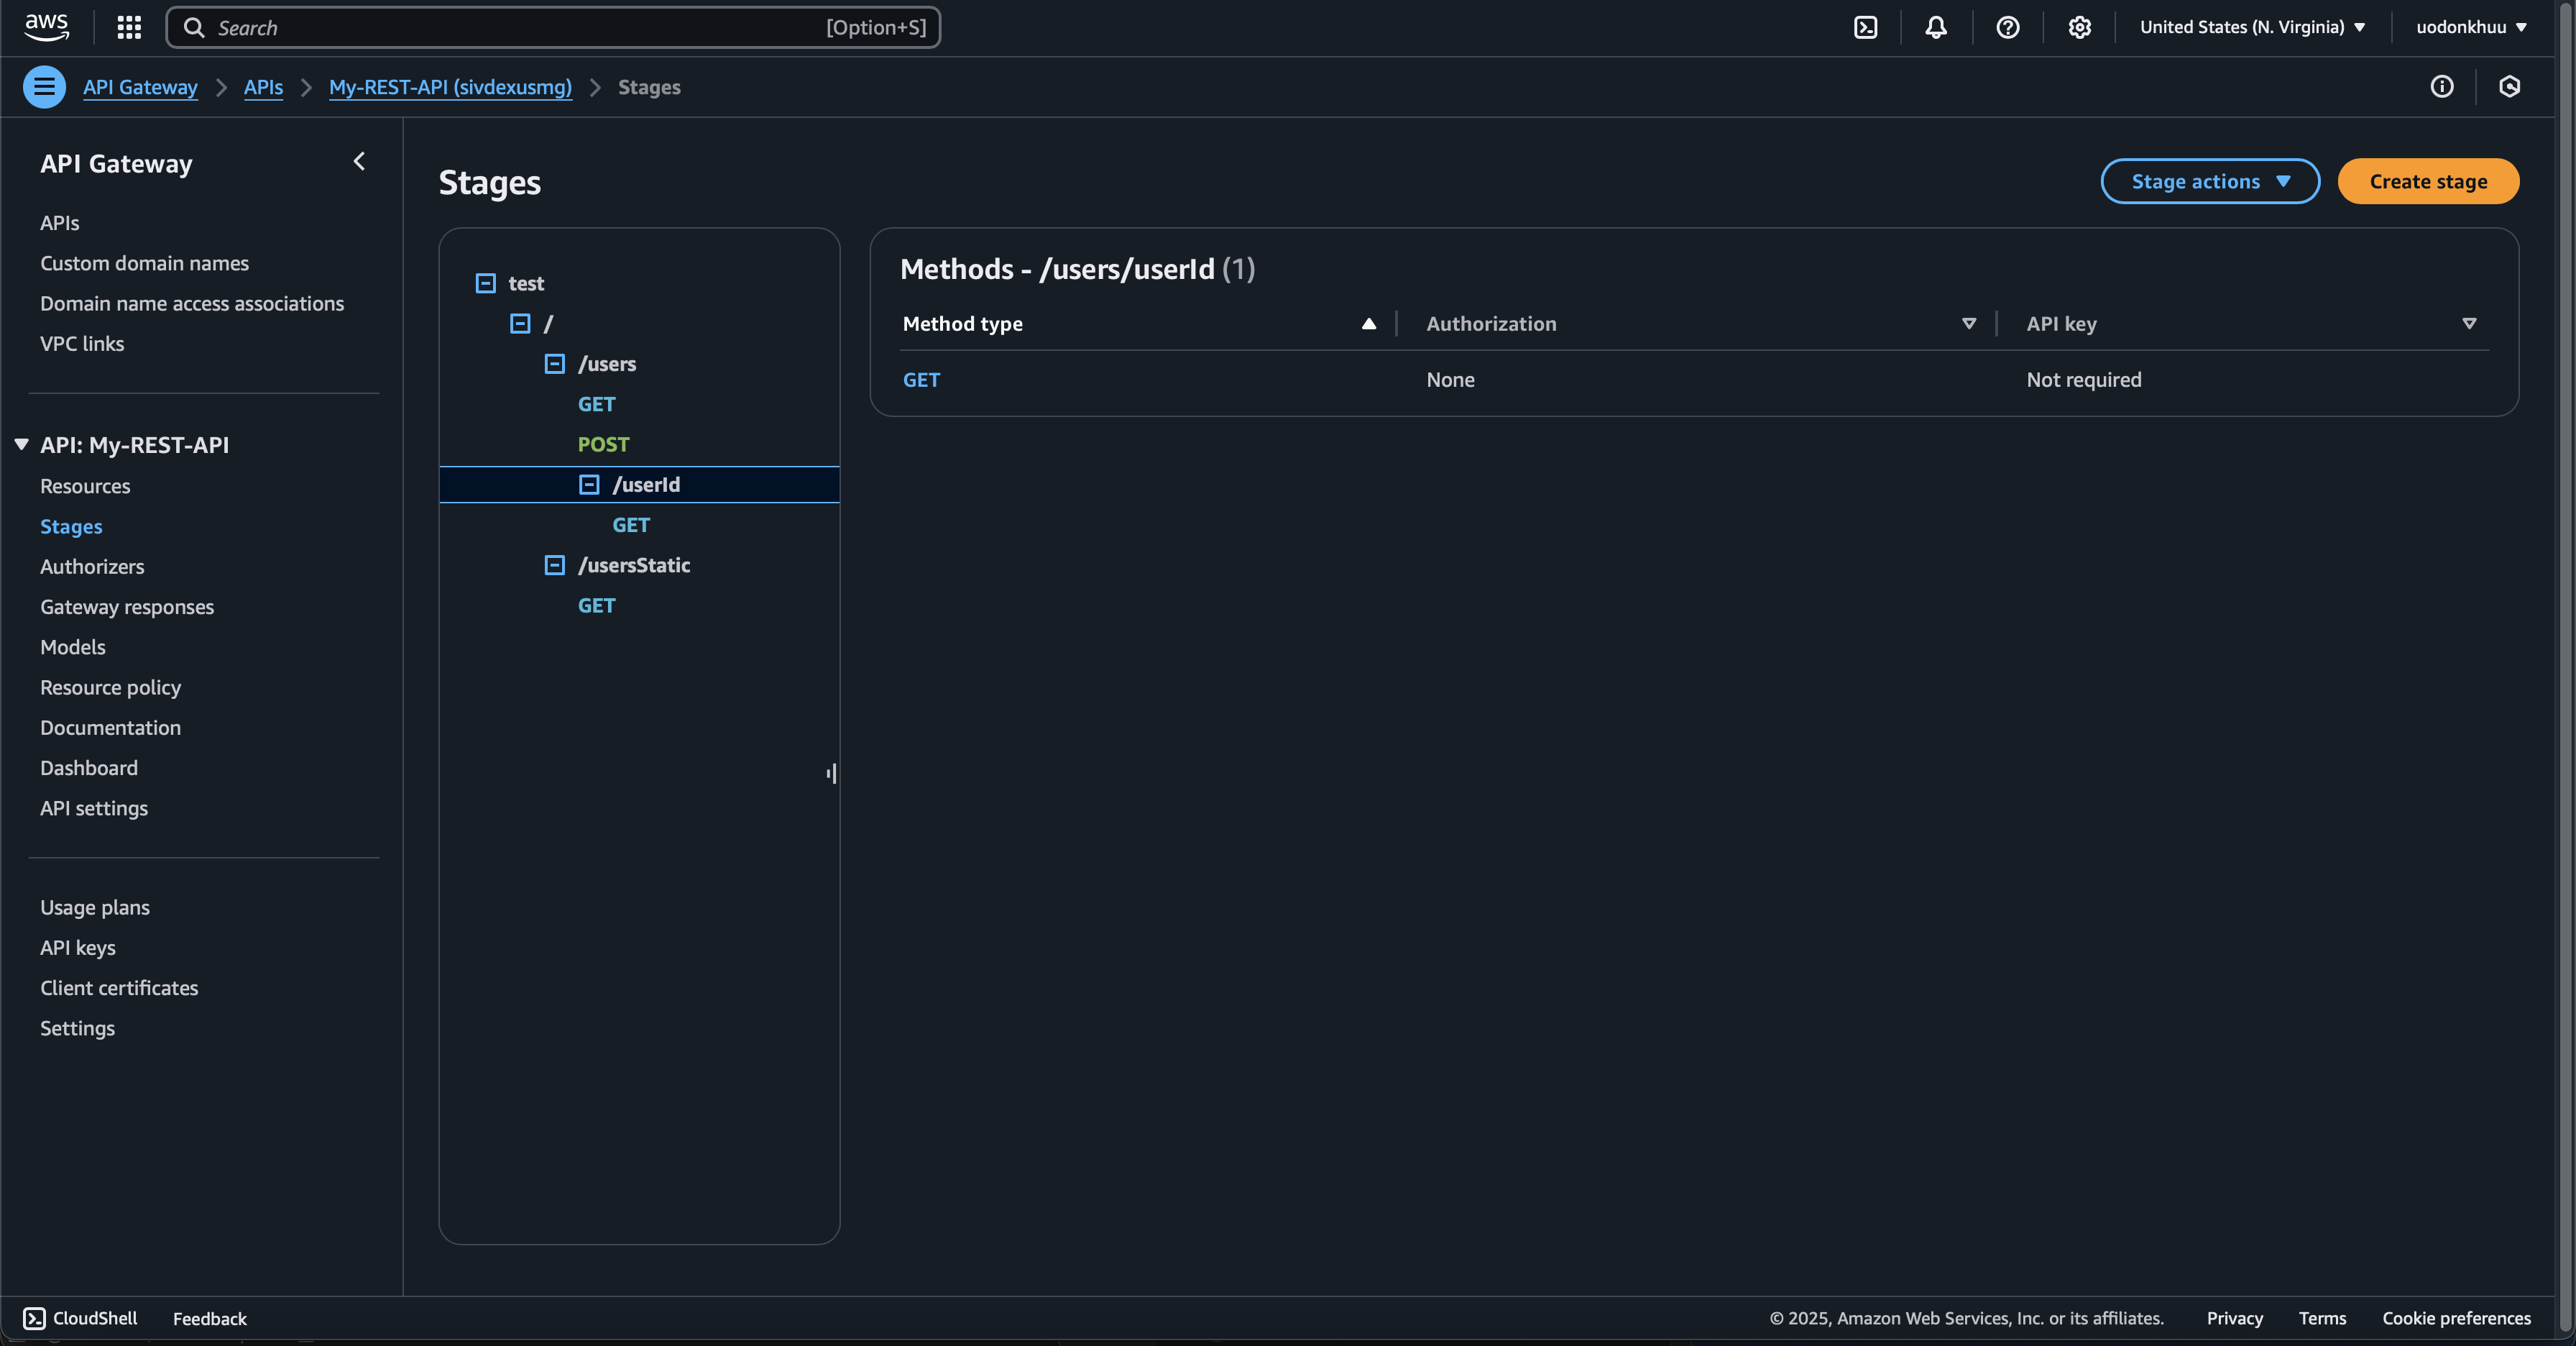 aws
Search [Option+S]
United States (N. Virginia)
uodonkhuu
API Gateway
APIs
My-REST-API (sivdexusmg)
Stages
API Gateway
APIs
Custom domain names
Domain name access associations
VPC links
API: My-REST-API
Resources
Stages
Authorizers
Gateway responses
Models
Resource policy
Documentation
Dashboard
API settings
Usage plans
API keys
Client certificates
Settings
Stages
Stage actions
Create stage
test
/
/users
GET
POST
/userId
GET
/usersStatic
GET
Methods - /users/userId (1)
Method type Authorization API key
GET None Not required
CloudShell
Feedback
© 2025, Amazon Web Services, Inc. or its affiliates.
Privacy
Terms
Cookie preferences